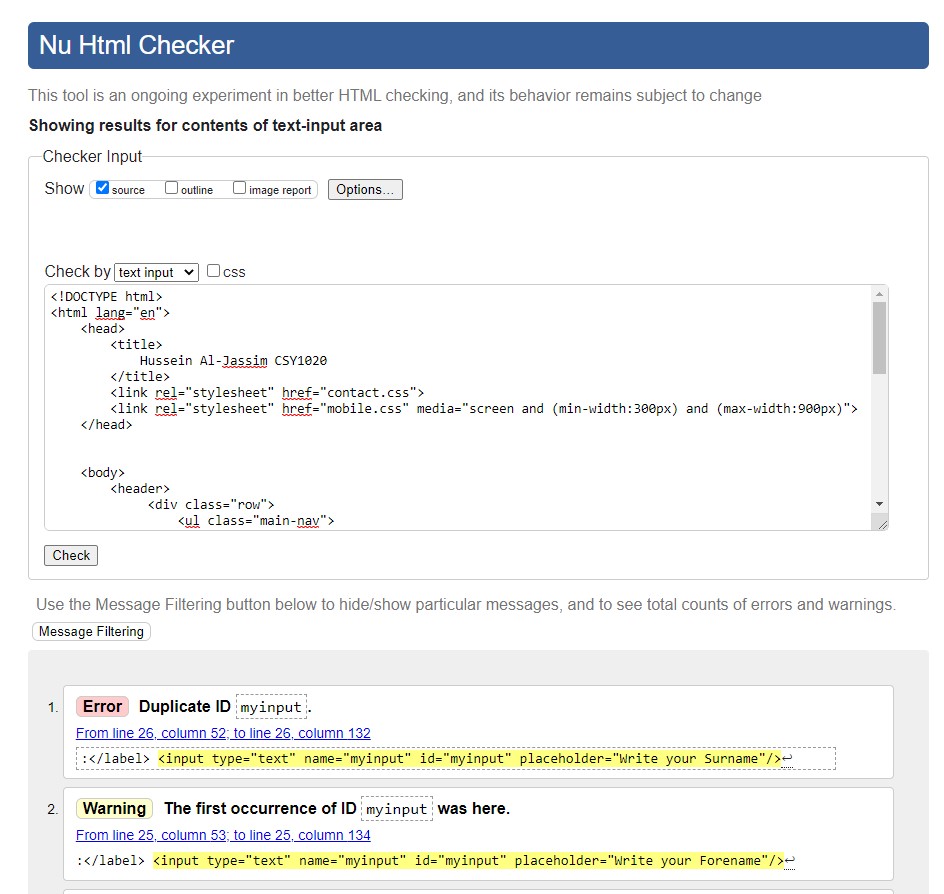 Nu Html Checker
This tool is an ongoing experiment in better HTML checking, and its behavior remains subject to change
Showing results for contents of text-input area
Checker Input
Show source outline image report Options...
Check by text input css
<!DOCTYPE html>
<html lang="en">
<head>
<title>
Hussein Al-Jassim CSY1020
</title>
<link rel="stylesheet" href="contact.css">
<link rel="stylesheet" href="mobile.css" media="screen and (min-width:300px) and (max-width:900px)">
</head>
<body>
<header>
<div class="row">
<ul class="main-nav">
Check
Use the Message Filtering button below to hide/show particular messages, and to see total counts of errors and warnings.
Message Filtering
1. Error Duplicate ID myinput.
From line 26, column 52; to line 26, column 132
:</label> <input type="text" name="myinput" id="myinput" placeholder="Write your Surname"/>↩
2. Warning The first occurrence of ID myinput was here.
From line 25, column 53; to line 25, column 134
:</label> <input type="text" name="myinput" id="myinput" placeholder="Write your Forename"/>↩